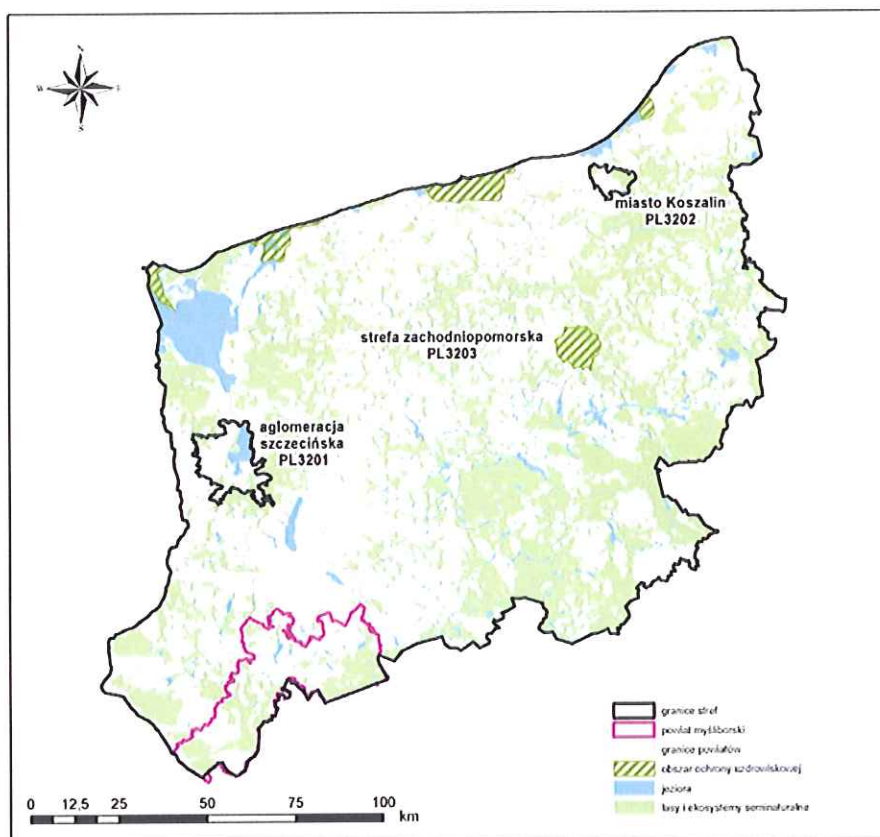 N
W
E
S
miasto Koszalin
PL3202
strefa zachodniopomorska
PL3203
aglomeracja
szczecińska
PL3201
granice stref
powiat myśliborski
granice powiatów
obszar ochrony uzdrowiskowej
jeziora
lasy i ekosystemy seminaturalne
0 12,5 25 50 75 100
km